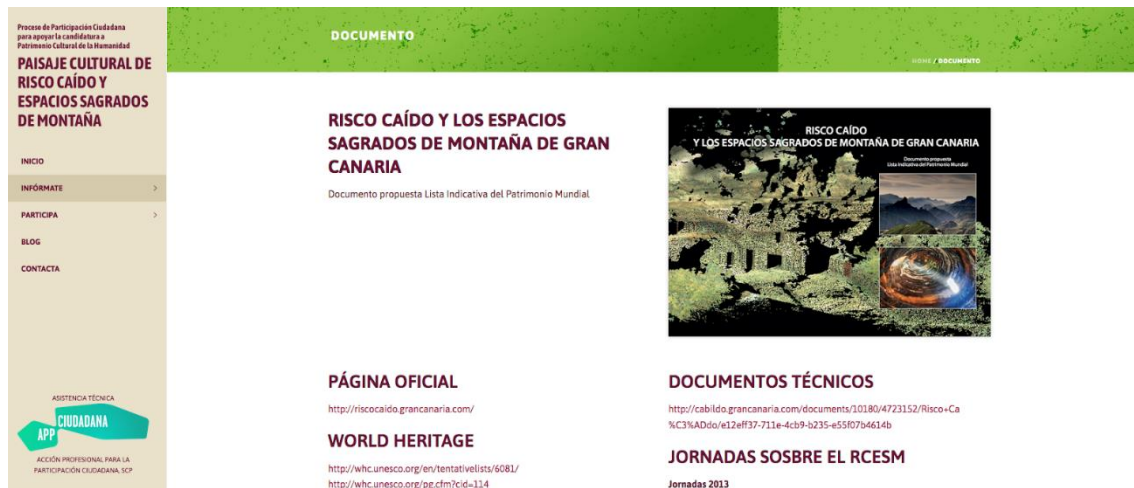 Proceso de Participación Ciudadana
para apoyar la candidatura a
Patrimonio Cultural de la Humanidad
PAISAJE CULTURAL DE
RISCO CAÍDO Y
ESPACIOS SAGRADOS
DE MONTAÑA
INICIO
INFÓRMATE >
PARTICIPA >
BLOG
CONTACTA
ASISTENCIA TÉCNICA
CIUDADANA
APP
ACCIÓN PROFESIONAL PARA LA
PARTICIPACIÓN CIUDADANA, SCP
DOCUMENTO
HOME / DOCUMENTO
RISCO CAÍDO Y LOS ESPACIOS
SAGRADOS DE MONTAÑA DE GRAN
CANARIA
Documento propuesta Lista Indicativa del Patrimonio Mundial
RISCO CAÍDO
Y LOS ESPACIOS SAGRADOS DE MONTAÑA DE GRAN CANARIA
Documento propuesta
Lista Indicativa del Patrimonio Mundial
PÁGINA OFICIAL
http://riscocaido.grancanaria.com/
WORLD HERITAGE
http://whc.unesco.org/en/tentativelists/6081/
http://whc.unesco.org/pg.cfm?cid=114
DOCUMENTOS TÉCNICOS
http://cabildo.grancanaria.com/documents/10180/4723152/Risco+Ca
%C3%ADdo/e12eff37-711e-4cb9-b235-e55f07b4614b
JORNADAS SOSBRE EL RCESM
Jornadas 2013